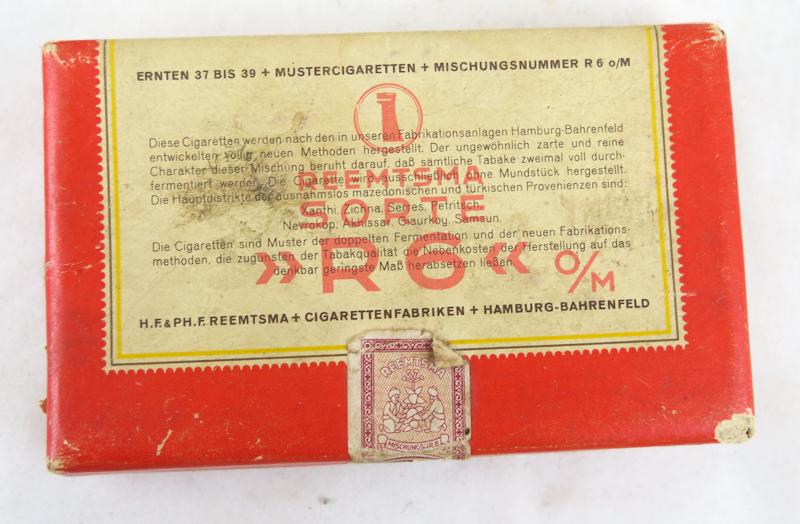 ERNTEN 37 BIS 39 + MUSTERCIGARETTEN + MISCHUNGSNUMMER R 6 o/M
Diese Cigaretten werden nach den in unseren Fabrikationsanlagen Hamburg-Bahrenfeld
entwickelten völlig neuen Methoden hergestellt. Der ungewöhnlich zarte und reine
Charakter dieser Mischung beruht darauf, daß sämtliche Tabake zweimal voll durch-
fermentiert werden. Die Cigarette wird ausschließlich ohne Mundstück hergestellt.
Die Hauptdistrikte der ausnahmslos mazedonischen und türkischen Provenienzen sind:
Xanthi, Zichna, Serres, Petritsch,
Nevrokop, Akhissar, Giaurkoy, Samsun.
Die Cigaretten sind Muster der doppelten Fermentation und der neuen Fabrikations-
methoden, die zugunsten der Tabakqualität die Nebenkosten der Herstellung auf das
denkbar geringste Maß herabsetzen ließen.
REEMTSMA
SORTE
»R6« o/M
H.F. & PH.F. REEMTSMA + CIGARETTENFABRIKEN + HAMBURG-BAHRENFELD
REEMTSMA
MISCHUNGS-